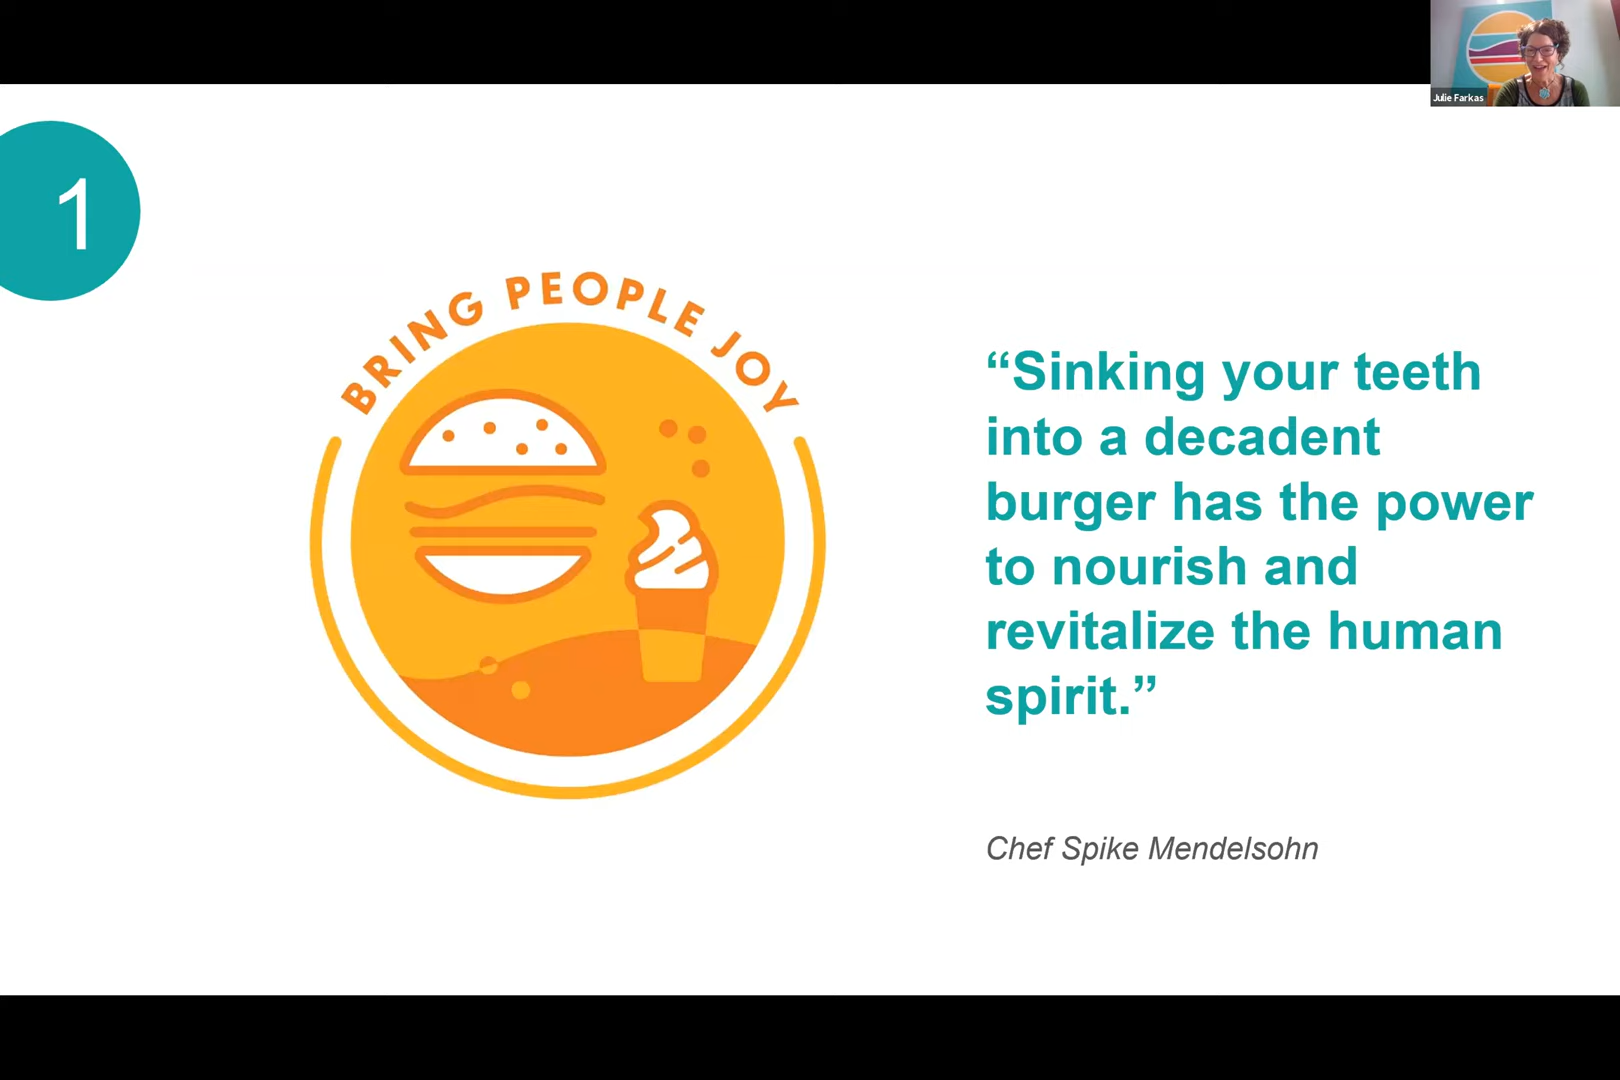 Julie Farkas
1
BRING PEOPLE JOY
“Sinking your teeth
into a decadent
burger has the power
to nourish and
revitalize the human
spirit.”
Chef Spike Mendelsohn